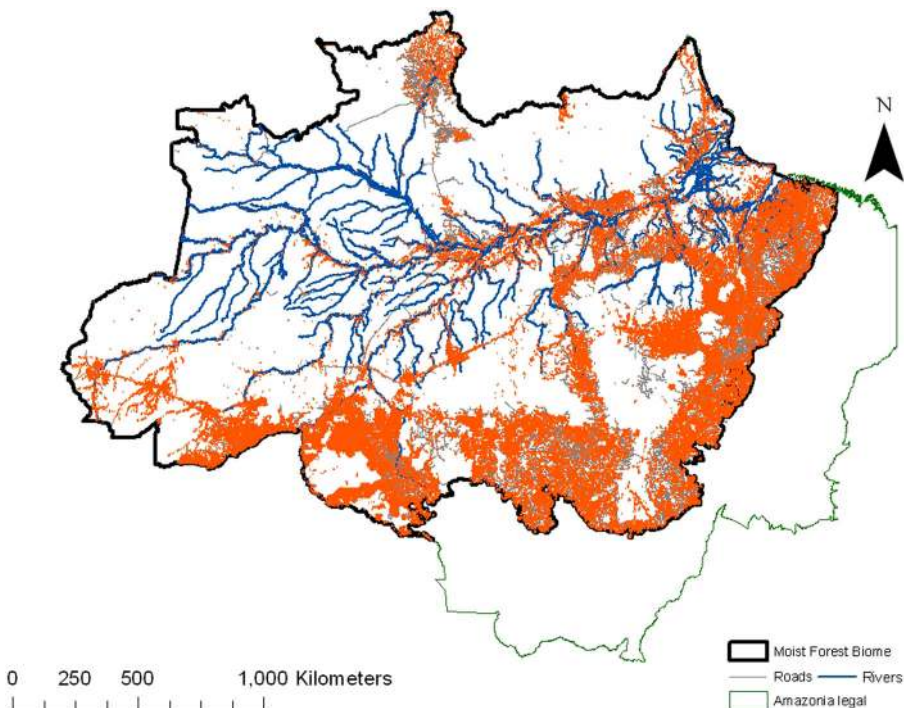 N
0 250 500 1,000 Kilometers
Moist Forest Biome
Roads Rivers
Amazonia legal